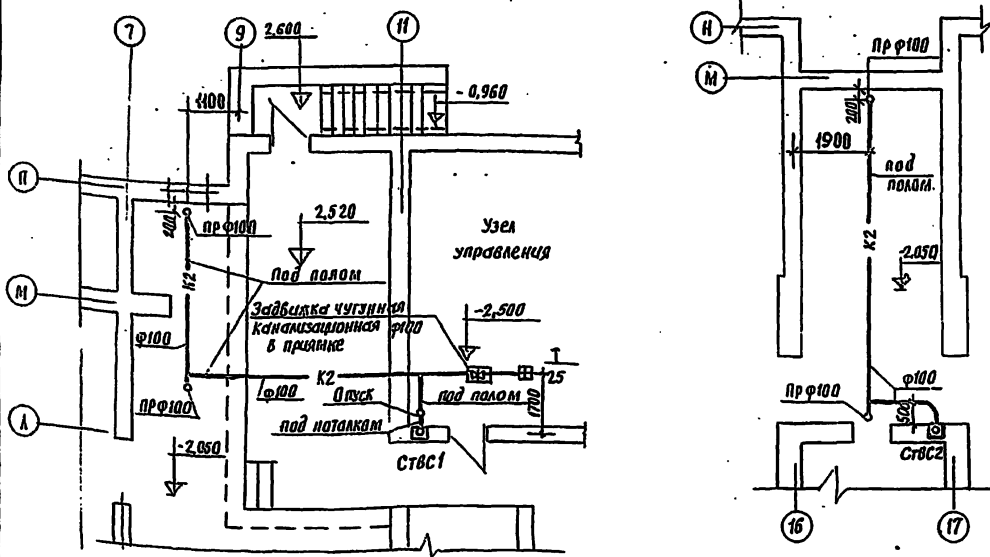 7
9
2,600
11
- 0,960
1100
П
200
Пр ф100
2,520
Узел
управления
К2
Под полом
М
Задвижка чугунная
канализационная ф100
в приямке
-2,500
ф100
К2
ф100
Опуск
под полом
25
1700
Пр ф100
под потолком
Л
СтВС1
-2,050
Н
Пр ф100
М
200
1900
под
полом.
К2
-2,050
Пр ф100
ф100
500
СтВС2
16
17